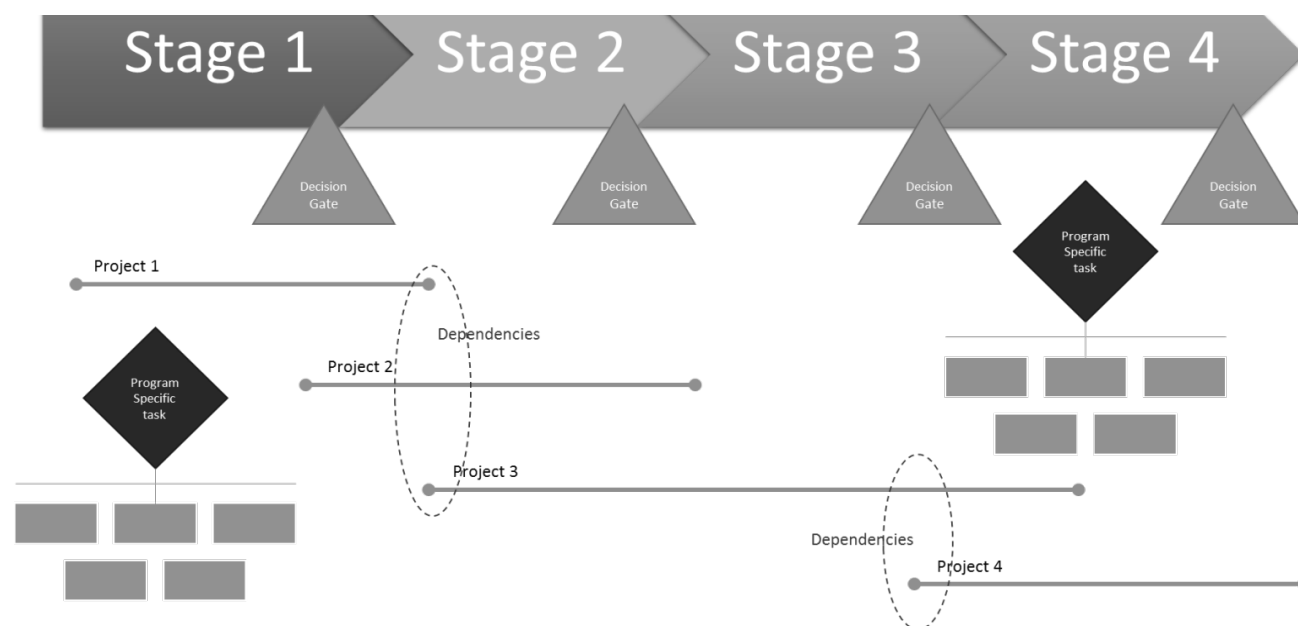 Stage 1
Stage 2
Stage 3
Stage 4
Decision
Gate
Decision
Gate
Decision
Gate
Decision
Gate
Program
Specific
task
Project 1
Dependencies
Project 2
Program
Specific
task
Project 3
Dependencies
Project 4